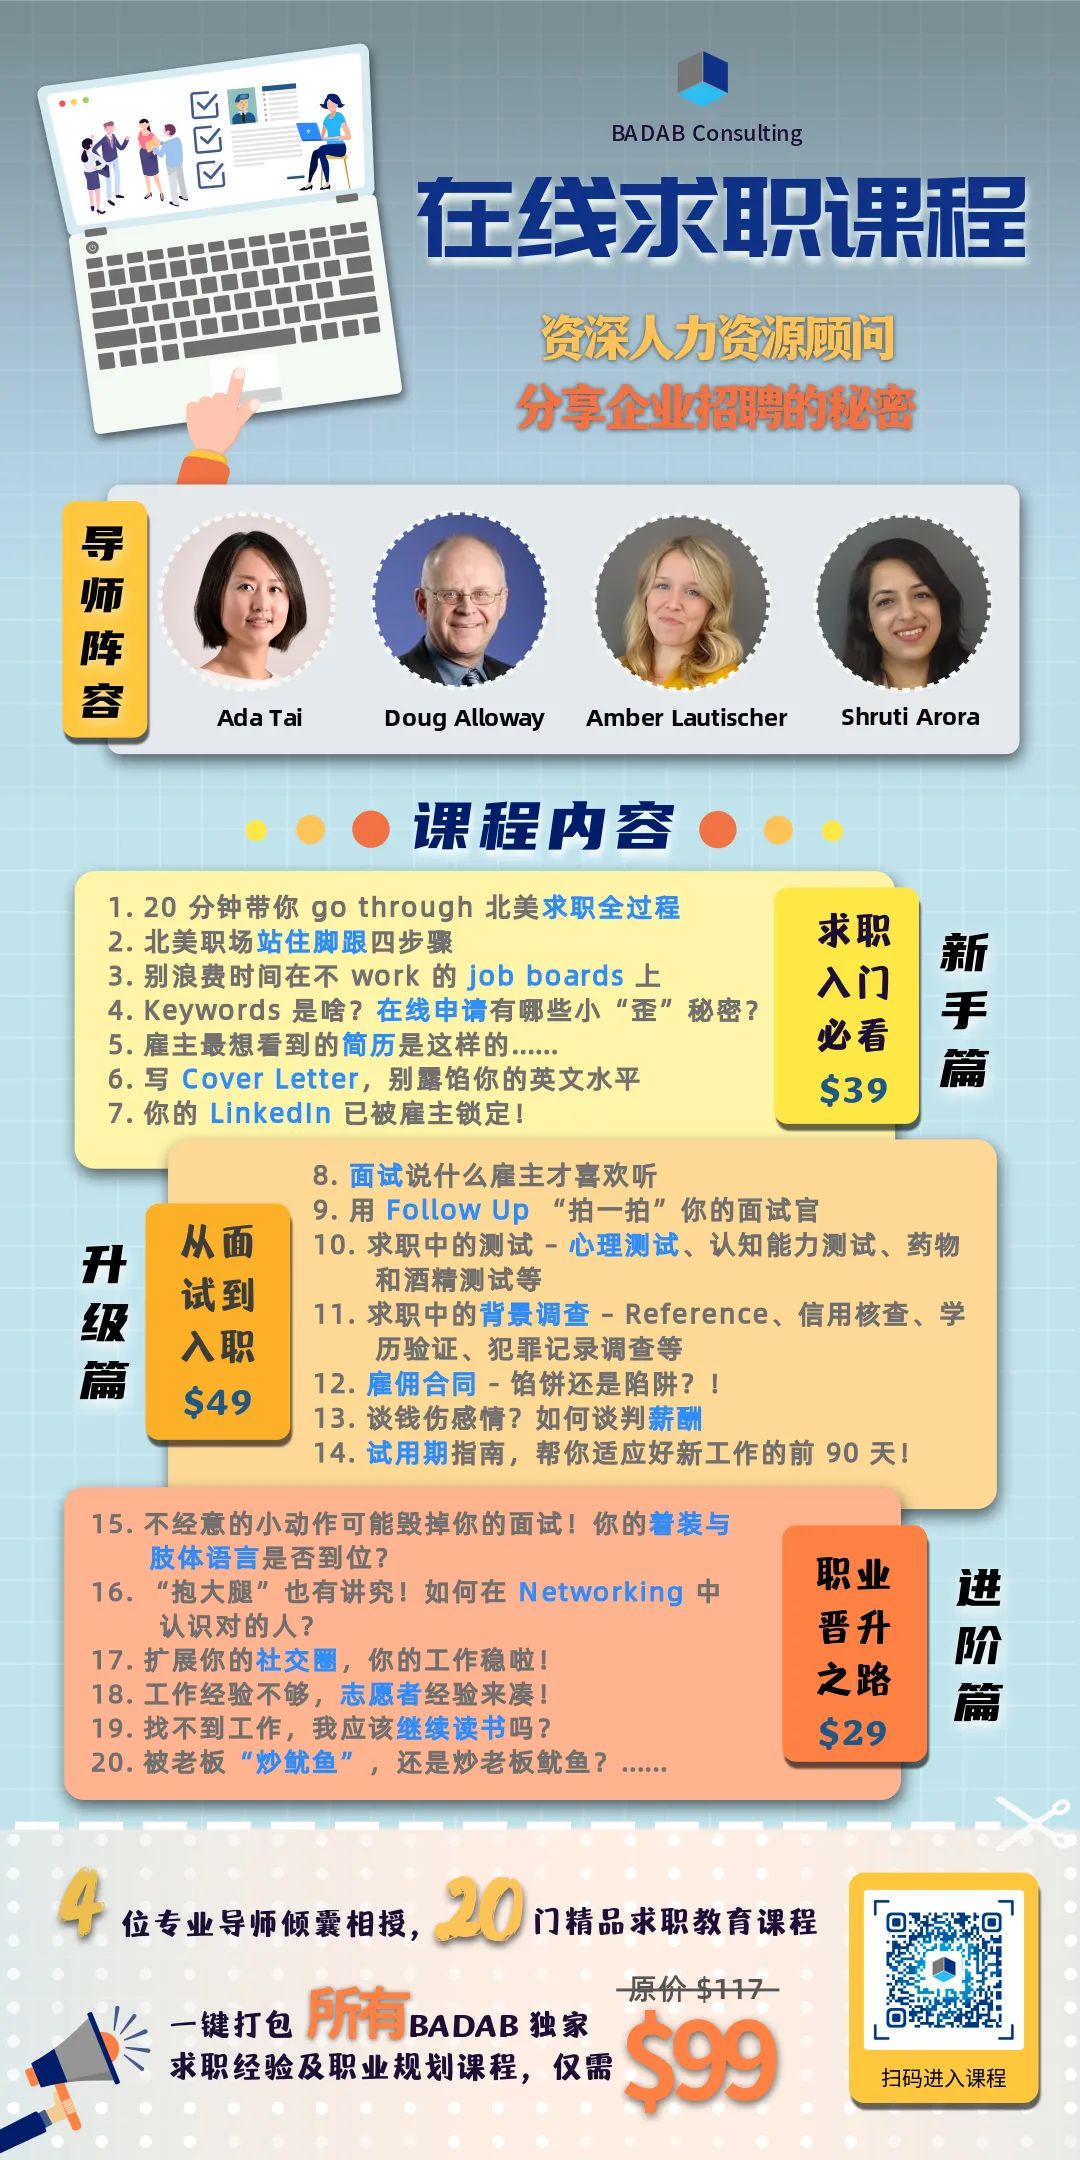 BADAB Consulting
在线求职课程
资深人力资源顾问
分享企业招聘的秘密
导师阵容
Ada Tai
Doug Alloway
Amber Lautischer
Shruti Arora
课程内容
新手篇
求职
入门
必看
$39
1. 20 分钟带你 go through 北美求职全过程
2. 北美职场站住脚跟四步骤
3. 别浪费时间在不 work 的 job boards 上
4. Keywords 是啥？在线申请有哪些小“歪”秘密？
5. 雇主最想看到的简历是这样的......
6. 写 Cover Letter，别露馅你的英文水平
7. 你的 LinkedIn 已被雇主锁定！
升级篇
从面
试到
入职
$49
8. 面试说什么雇主才喜欢听
9. 用 Follow Up “拍一拍”你的面试官
10. 求职中的测试 – 心理测试、认知能力测试、药物
和酒精测试等
11. 求职中的背景调查 – Reference、信用核查、学
历验证、犯罪记录调查等
12. 雇佣合同 – 馅饼还是陷阱？！
13. 谈钱伤感情？如何谈判薪酬
14. 试用期指南，帮你适应好新工作的前 90 天！
进阶篇
职业
晋升
之路
$29
15. 不经意的小动作可能毁掉你的面试！你的着装与
肢体语言是否到位？
16. “抱大腿”也有讲究！如何在 Networking 中
认识对的人？
17. 扩展你的社交圈，你的工作稳啦！
18. 工作经验不够，志愿者经验来凑！
19. 找不到工作，我应该继续读书吗？
20. 被老板“炒鱿鱼”，还是炒老板鱿鱼？......
4位专业导师倾囊相授，20门精品求职教育课程
原价 $117
一键打包 所有BADAB 独家
求职经验及职业规划课程，仅需 $99
扫码进入课程